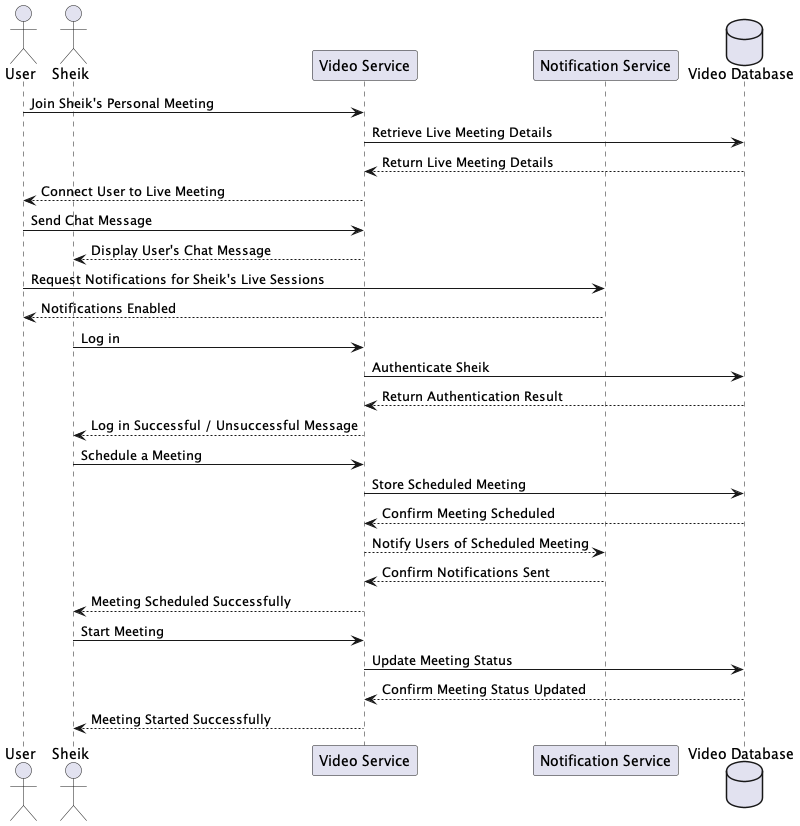 User
Sheik
Video Service
Notification Service
Video Database
Join Sheik's Personal Meeting
Retrieve Live Meeting Details
Return Live Meeting Details
Connect User to Live Meeting
Send Chat Message
Display User's Chat Message
Request Notifications for Sheik's Live Sessions
Notifications Enabled
Log in
Authenticate Sheik
Return Authentication Result
Log in Successful / Unsuccessful Message
Schedule a Meeting
Store Scheduled Meeting
Confirm Meeting Scheduled
Notify Users of Scheduled Meeting
Confirm Notifications Sent
Meeting Scheduled Successfully
Start Meeting
Update Meeting Status
Confirm Meeting Status Updated
Meeting Started Successfully
User
Sheik
Video Service
Notification Service
Video Database